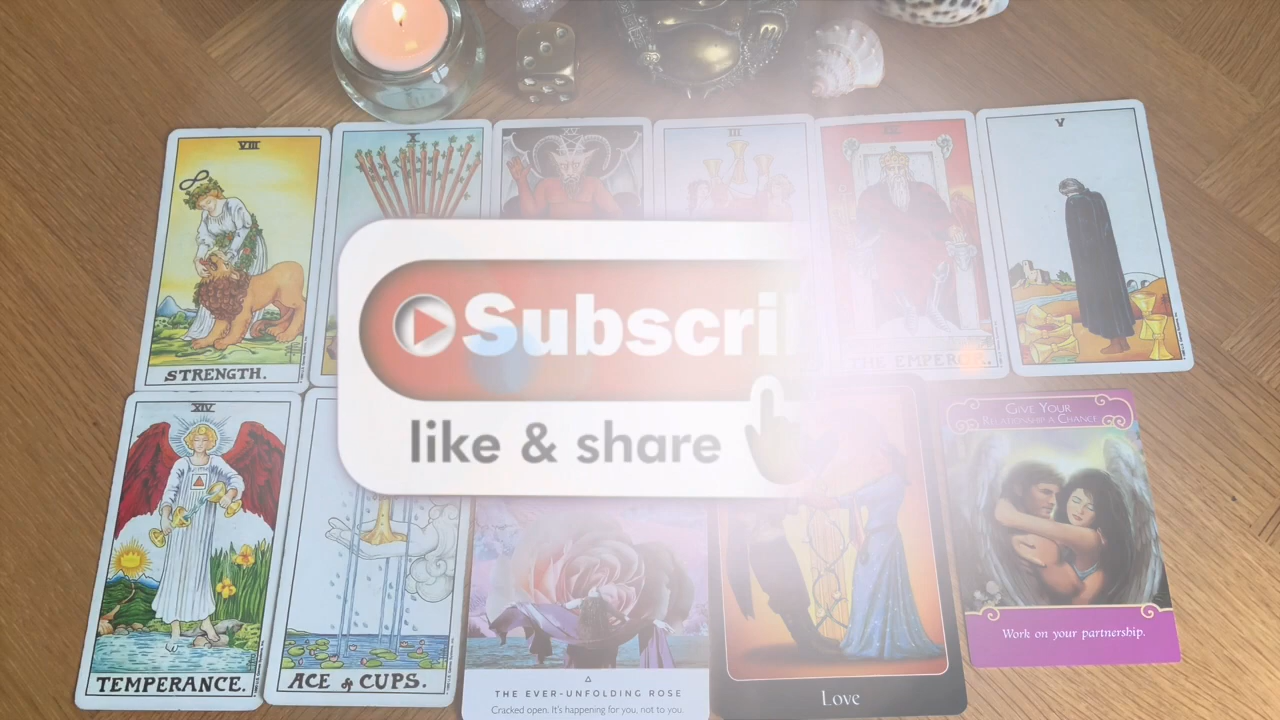 VIII
X
XV
III
V
STRENGTH.
THE EMPEROR.
Subscri
like & share
XIV
GIVE YOUR
RELATIONSHIP A CHANCE
Work on your partnership.
TEMPERANCE.
ACE of CUPS.
THE EVER-UNFOLDING ROSE
Cracked open. It's happening for you, not to you.
Love